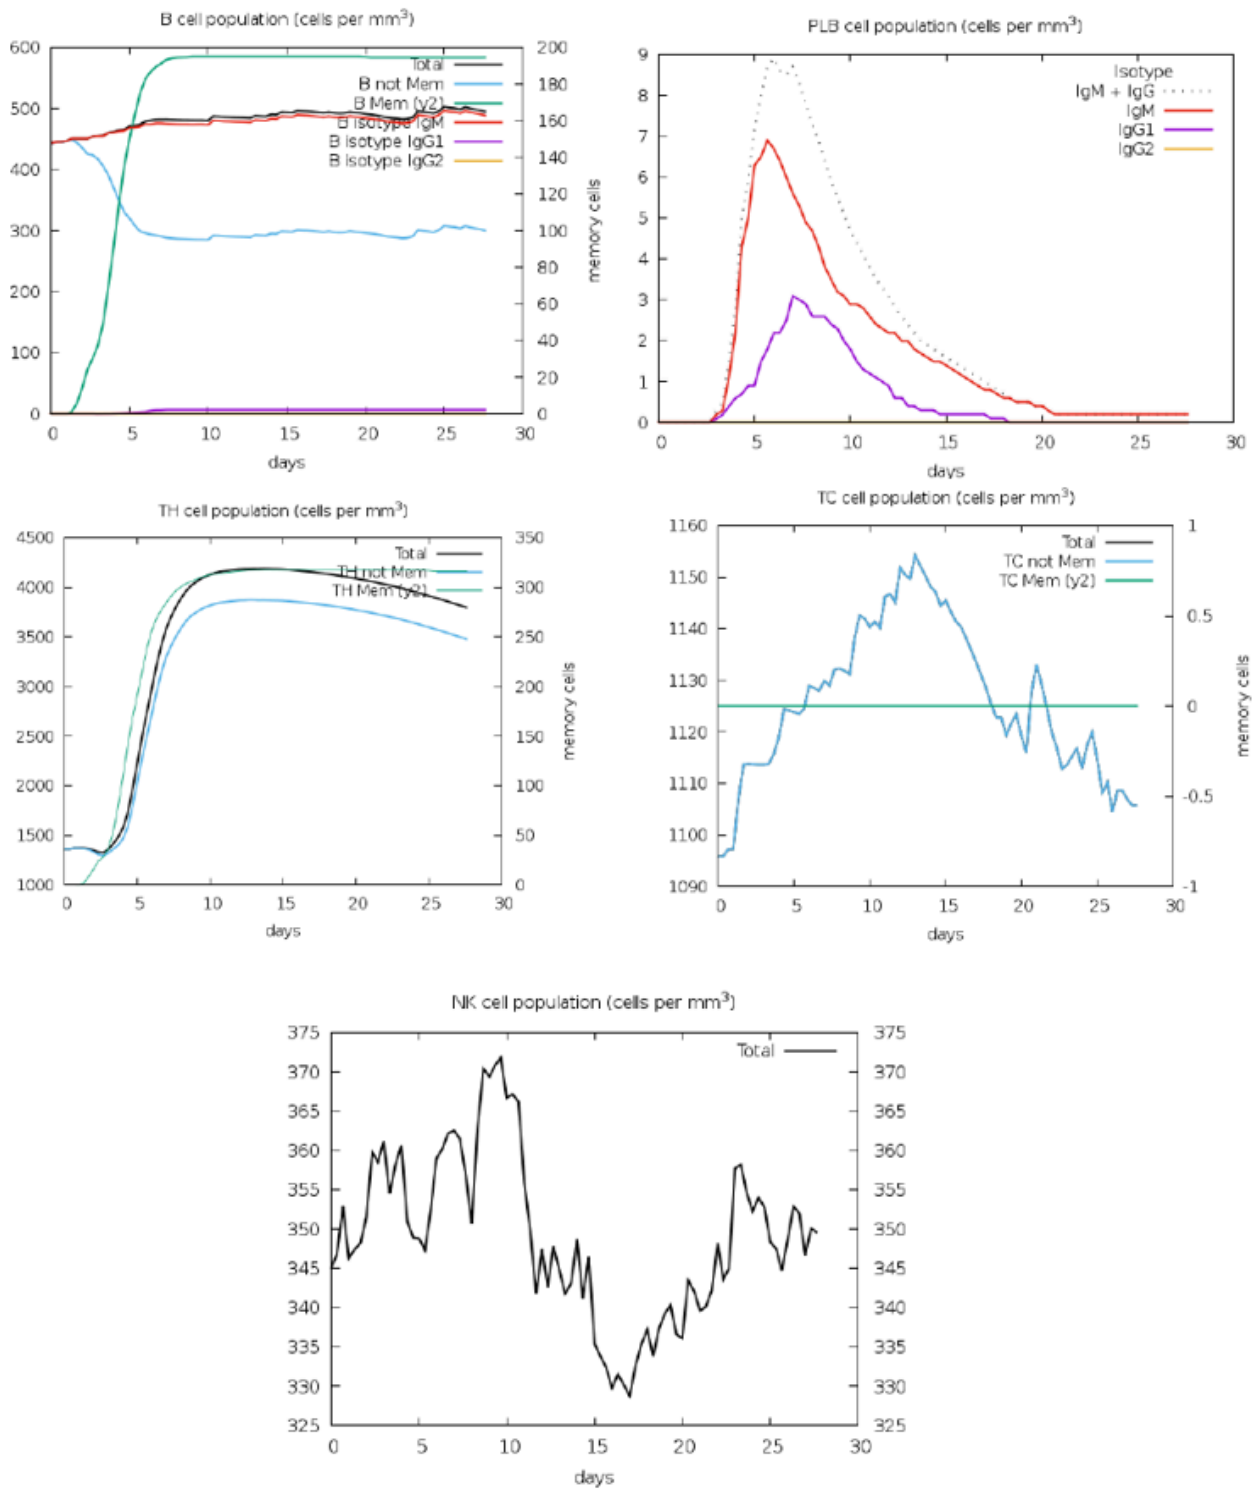 B cell population (cells per mm3)
600
500
400
300
200
100
0
200
180
160
140
120
100
80
60
40
20
0
Total
B not Mem
B Mem (y2)
B isotype IgM
B isotype IgG1
B isotype IgG2
memory cells
0 5 10 15 20 25 30
days
PLB cell population (cells per mm3)
9
8
7
6
5
4
3
2
1
0
Isotype
IgM + IgG
IgM
IgG1
IgG2
0 5 10 15 20 25 30
days
TH cell population (cells per mm3)
4500
4000
3500
3000
2500
2000
1500
1000
350
300
250
200
150
100
50
0
Total
TH not Mem
TH Mem (y2)
memory cells
0 5 10 15 20 25 30
days
TC cell population (cells per mm3)
1160
1150
1140
1130
1120
1110
1100
1090
1
0.5
0
-0.5
-1
Total
TC not Mem
TC Mem (y2)
memory cells
0 5 10 15 20 25 30
days
NK cell population (cells per mm3)
375
370
365
360
355
350
345
340
335
330
325
375
370
365
360
355
350
345
340
335
330
325
Total
0 5 10 15 20 25 30
days